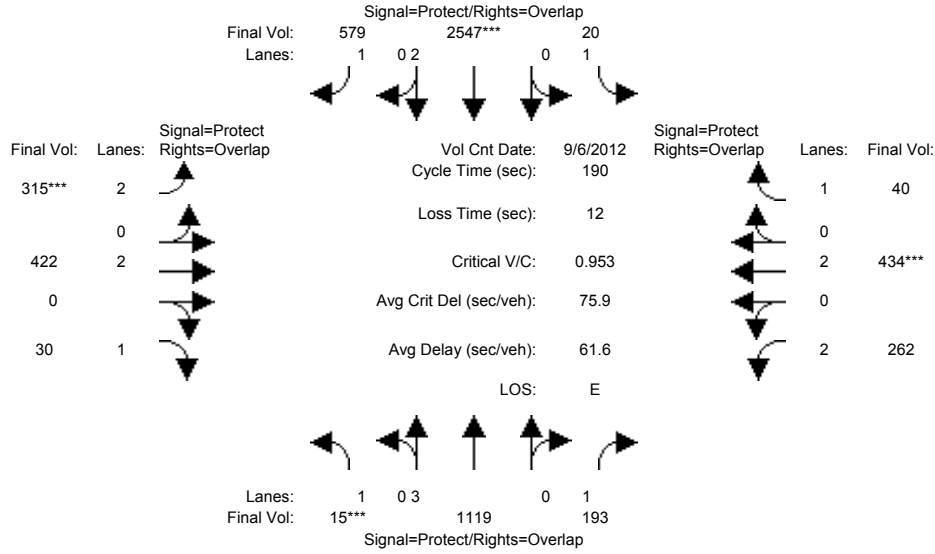 Signal=Protect/Rights=Overlap
Final Vol: 579 2547*** 20
Lanes: 1 0 2 0 1
Signal=Protect
Final Vol: Lanes: Rights=Overlap
Vol Cnt Date: 9/6/2012
Signal=Protect
Rights=Overlap Lanes: Final Vol:
Cycle Time (sec): 190
315*** 2 1 40
Loss Time (sec): 12
0 0
422 2 Critical V/C: 0.953 2 434***
0 Avg Crit Del (sec/veh): 75.9 0
30 1 Avg Delay (sec/veh): 61.6 2 262
LOS: E
Lanes: 1 0 3 0 1
Final Vol: 15*** 1119 193
Signal=Protect/Rights=Overlap